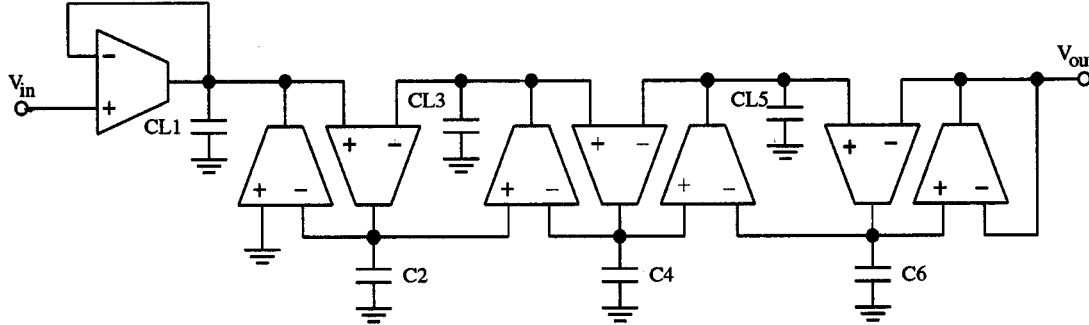 V_in
−
+
CL1
+ −
+ −
CL3
+ −
+ −
+ −
CL5
+ −
+ −
V_out
C2
C4
C6